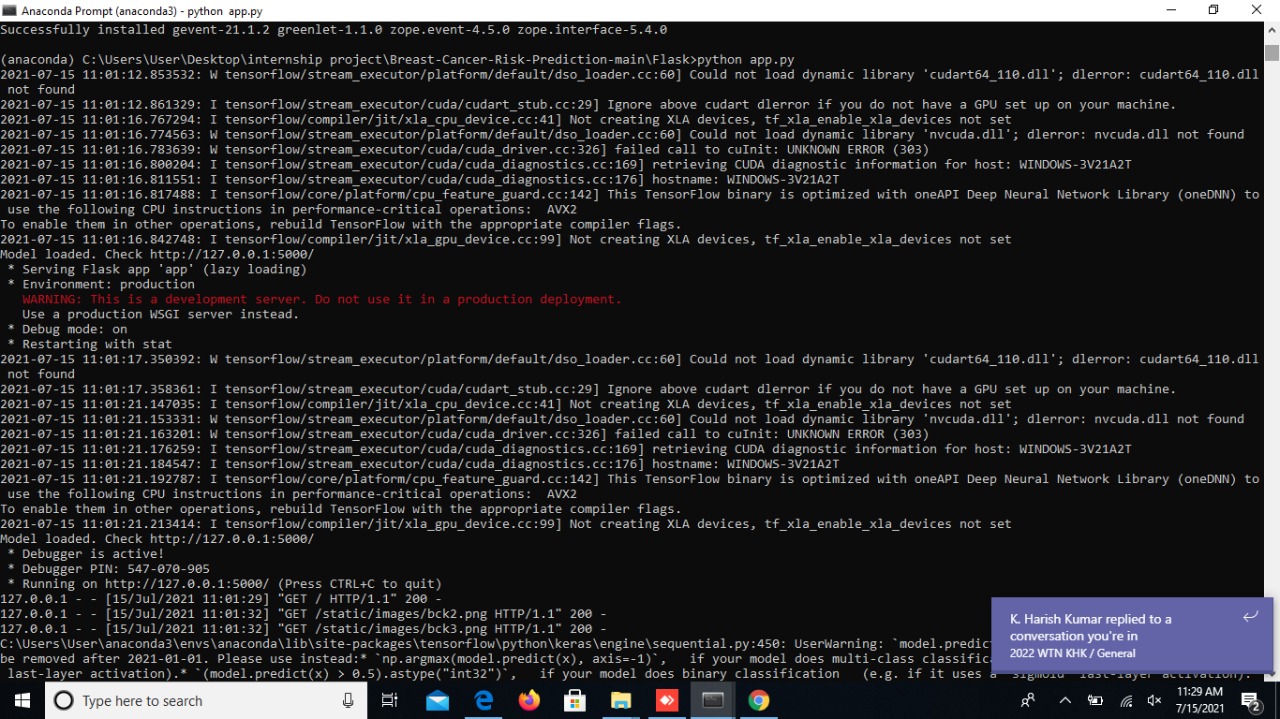 Anaconda Prompt (anaconda3) - python app.py
Successfully installed gevent-21.1.2 greenlet-1.1.0 zope.event-4.5.0 zope.interface-5.4.0
(anaconda) C:\Users\User\Desktop\internship project\Breast-Cancer-Risk-Prediction-main\Flask>python app.py
2021-07-15 11:01:12.853532: W tensorflow/stream_executor/platform/default/dso_loader.cc:60] Could not load dynamic library 'cudart64_110.dll'; dlerror: cudart64_110.dll
not found
2021-07-15 11:01:12.861329: I tensorflow/stream_executor/cuda/cudart_stub.cc:29] Ignore above cudart dlerror if you do not have a GPU set up on your machine.
2021-07-15 11:01:16.767294: I tensorflow/compiler/jit/xla_cpu_device.cc:41] Not creating XLA devices, tf_xla_enable_xla_devices not set
2021-07-15 11:01:16.774563: W tensorflow/stream_executor/platform/default/dso_loader.cc:60] Could not load dynamic library 'nvcuda.dll'; dlerror: nvcuda.dll not found
2021-07-15 11:01:16.783639: W tensorflow/stream_executor/cuda/cuda_driver.cc:326] failed call to cuInit: UNKNOWN ERROR (303)
2021-07-15 11:01:16.800204: I tensorflow/stream_executor/cuda/cuda_diagnostics.cc:169] retrieving CUDA diagnostic information for host: WINDOWS-3V21A2T
2021-07-15 11:01:16.811551: I tensorflow/stream_executor/cuda/cuda_diagnostics.cc:176] hostname: WINDOWS-3V21A2T
2021-07-15 11:01:16.817488: I tensorflow/core/platform/cpu_feature_guard.cc:142] This TensorFlow binary is optimized with oneAPI Deep Neural Network Library (oneDNN) to
use the following CPU instructions in performance-critical operations:  AVX2
To enable them in other operations, rebuild TensorFlow with the appropriate compiler flags.
2021-07-15 11:01:16.842748: I tensorflow/compiler/jit/xla_gpu_device.cc:99] Not creating XLA devices, tf_xla_enable_xla_devices not set
Model loaded. Check http://127.0.0.1:5000/
* Serving Flask app 'app' (lazy loading)
* Environment: production
WARNING: This is a development server. Do not use it in a production deployment.
Use a production WSGI server instead.
* Debug mode: on
* Restarting with stat
2021-07-15 11:01:17.350392: W tensorflow/stream_executor/platform/default/dso_loader.cc:60] Could not load dynamic library 'cudart64_110.dll'; dlerror: cudart64_110.dll
not found
2021-07-15 11:01:17.358361: I tensorflow/stream_executor/cuda/cudart_stub.cc:29] Ignore above cudart dlerror if you do not have a GPU set up on your machine.
2021-07-15 11:01:21.147035: I tensorflow/compiler/jit/xla_cpu_device.cc:41] Not creating XLA devices, tf_xla_enable_xla_devices not set
2021-07-15 11:01:21.153331: W tensorflow/stream_executor/platform/default/dso_loader.cc:60] Could not load dynamic library 'nvcuda.dll'; dlerror: nvcuda.dll not found
2021-07-15 11:01:21.163201: W tensorflow/stream_executor/cuda/cuda_driver.cc:326] failed call to cuInit: UNKNOWN ERROR (303)
2021-07-15 11:01:21.176259: I tensorflow/stream_executor/cuda/cuda_diagnostics.cc:169] retrieving CUDA diagnostic information for host: WINDOWS-3V21A2T
2021-07-15 11:01:21.184547: I tensorflow/stream_executor/cuda/cuda_diagnostics.cc:176] hostname: WINDOWS-3V21A2T
2021-07-15 11:01:21.192787: I tensorflow/core/platform/cpu_feature_guard.cc:142] This TensorFlow binary is optimized with oneAPI Deep Neural Network Library (oneDNN) to
use the following CPU instructions in performance-critical operations:  AVX2
To enable them in other operations, rebuild TensorFlow with the appropriate compiler flags.
2021-07-15 11:01:21.213414: I tensorflow/compiler/jit/xla_gpu_device.cc:99] Not creating XLA devices, tf_xla_enable_xla_devices not set
Model loaded. Check http://127.0.0.1:5000/
* Debugger is active!
* Debugger PIN: 547-070-905
* Running on http://127.0.0.1:5000/ (Press CTRL+C to quit)
127.0.0.1 - - [15/Jul/2021 11:01:29] "GET / HTTP/1.1" 200 -
127.0.0.1 - - [15/Jul/2021 11:01:32] "GET /static/images/bck2.png HTTP/1.1" 200 -
127.0.0.1 - - [15/Jul/2021 11:01:32] "GET /static/images/bck3.png HTTP/1.1" 200 -
C:\Users\User\anaconda3\envs\anaconda\lib\site-packages\tensorflow\python\keras\engine\sequential.py:450: UserWarning: `model.predic
be removed after 2021-01-01. Please use instead:* `np.argmax(model.predict(x), axis=-1)`,   if your model does multi-class classific
last-layer activation).* `(model.predict(x) > 0.5).astype("int32")`,   if your model does binary classification   (e.g. if it uses a `sigmoid` last-layer activation).
K. Harish Kumar replied to a
conversation you're in
2022 WTN KHK / General
Type here to search
11:29 AM
7/15/2021
2